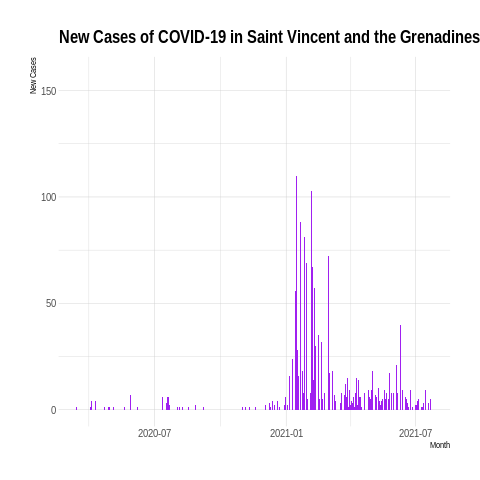 New Cases of COVID-19 in Saint Vincent and the Grenadines
New Cases
150
100
50
0
2020-07
2021-01
2021-07
Month